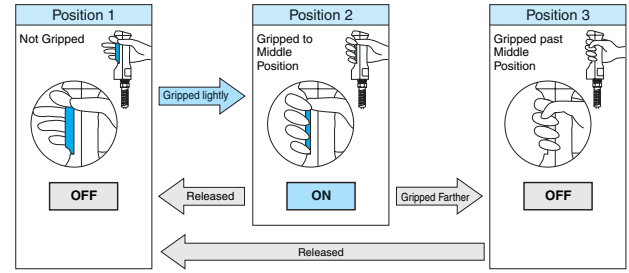 Position 1
Not Gripped
OFF
Gripped lightly
Released
Position 2
Gripped to
Middle
Position
ON
Gripped Farther
Position 3
Gripped past
Middle
Position
OFF
Released